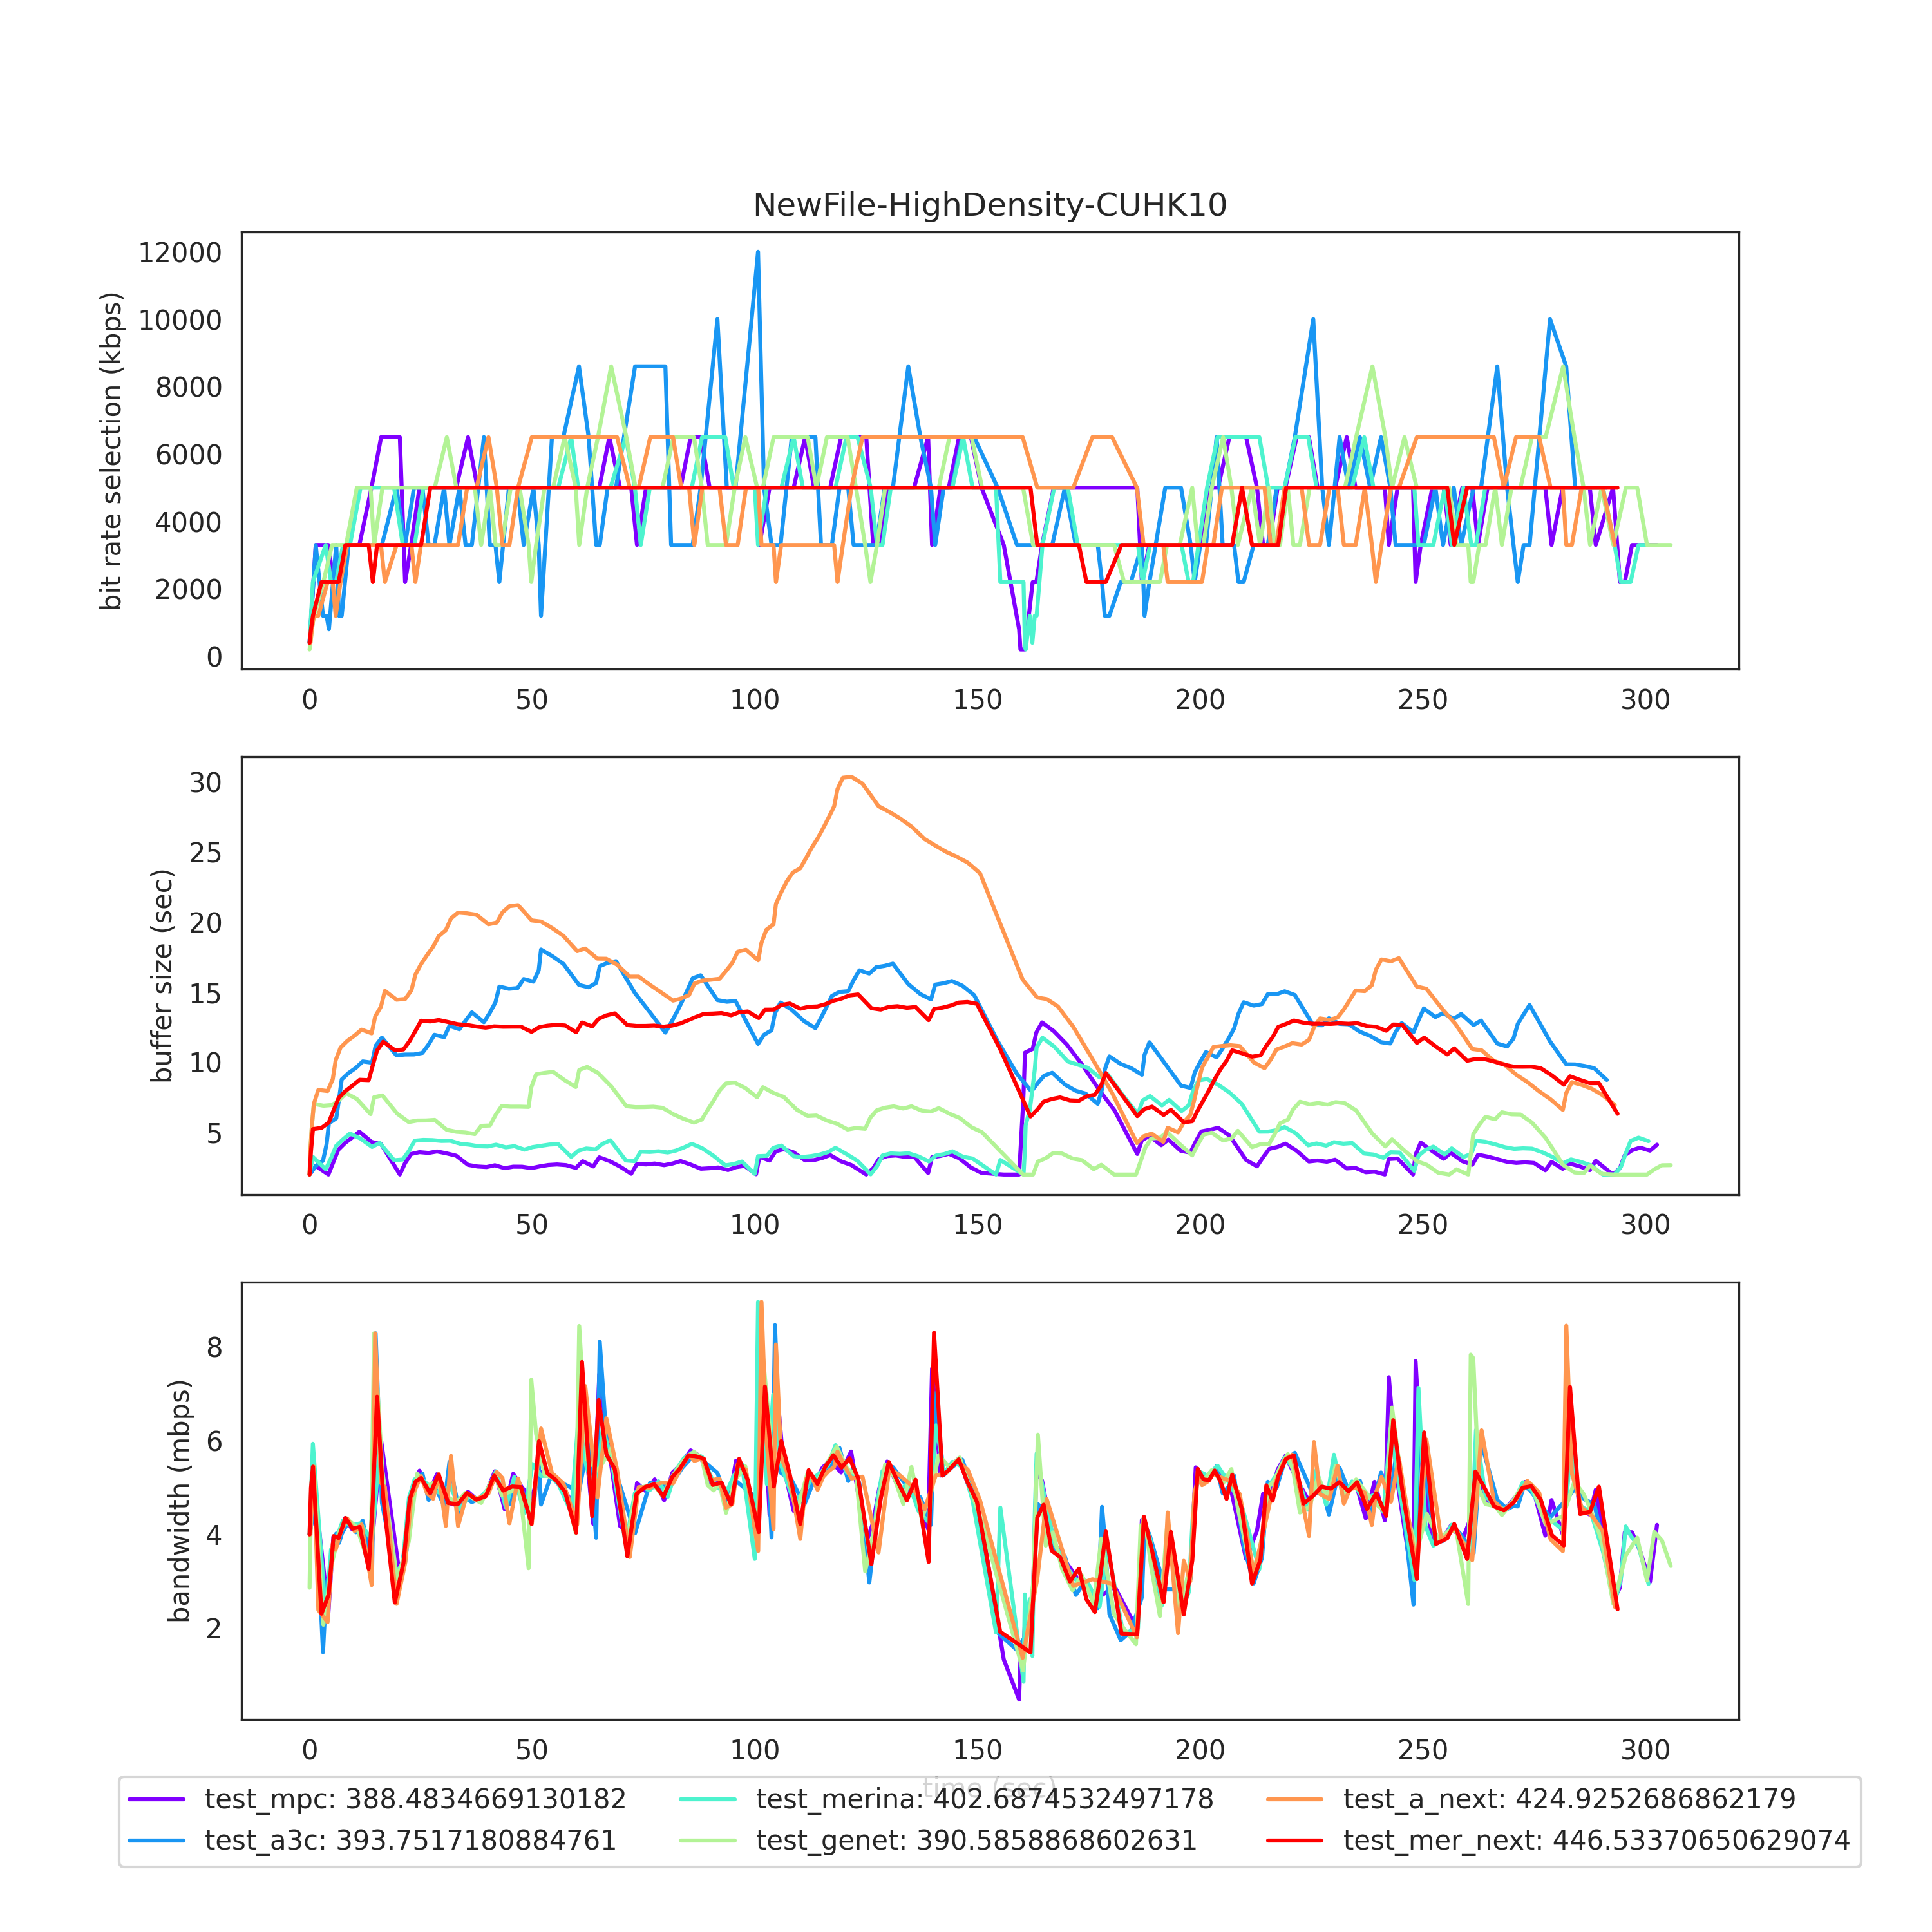 NewFile-HighDensity-CUHK10
bit rate selection (kbps)
12000
10000
8000
6000
4000
2000
0
0 50 100 150 200 250 300
buffer size (sec)
30
25
20
15
10
5
0 50 100 150 200 250 300
bandwidth (mbps)
8
6
4
2
0 50 100 150 200 250 300
time (sec)
test_mpc: 388.4834669130182 test_merina: 402.6874532497178 test_a_next: 424.9252686862179
test_a3c: 393.7517180884761 test_genet: 390.5858868602631 test_mer_next: 446.53370650629074